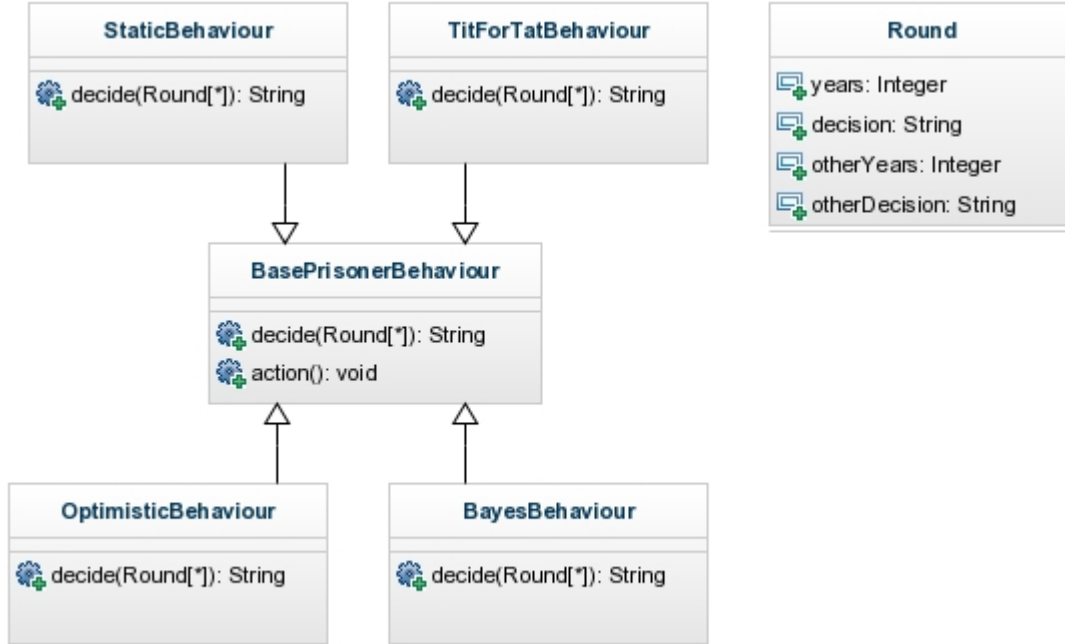 StaticBehaviour
decide(Round[*]): String
TitForTatBehaviour
decide(Round[*]): String
Round
years: Integer
decision: String
otherYears: Integer
otherDecision: String
BasePrisonerBehaviour
decide(Round[*]): String
action(): void
OptimisticBehaviour
decide(Round[*]): String
BayesBehaviour
decide(Round[*]): String